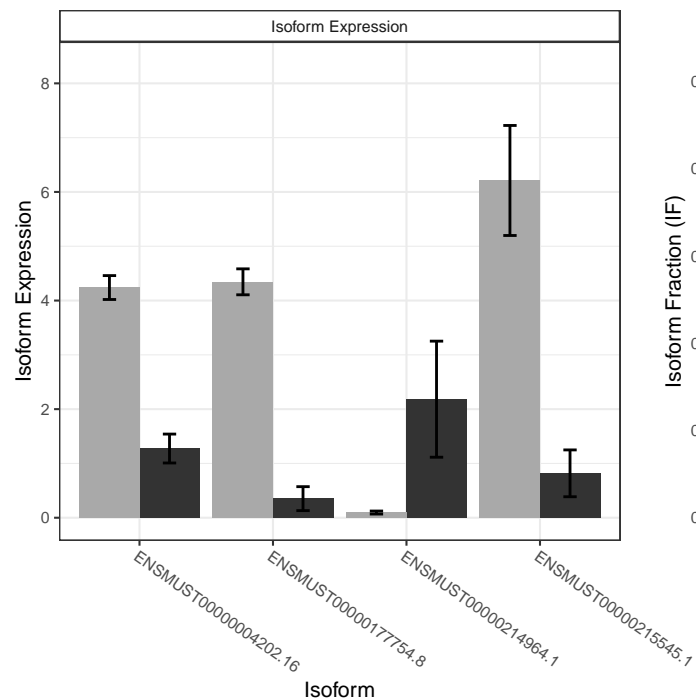 Isoform Expression
Isoform Expression
8
6
4
2
0
ENSMUST00000004202.16
ENSMUST00000177754.8
ENSMUST00000214964.1
ENSMUST00000215545.1
Isoform
Isoform Fraction (IF)